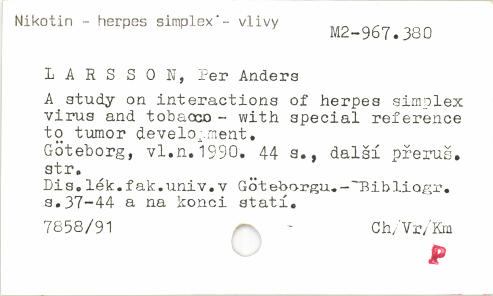 Nikotin - herpes simplex - vlivy
M2-967.380
L A R S S O N, Per Anders
A study on interactions of herpes simplex
virus and tobacco - with special reference
to tumor development.
Göteborg, vl.n.1990. 44 s., další přeruš.
str.
Dis.lék.fak.univ.v Göteborgu.- Bibliogr.
s.37-44 a na konci statí.
7858/91 Ch/Vr/Km
P